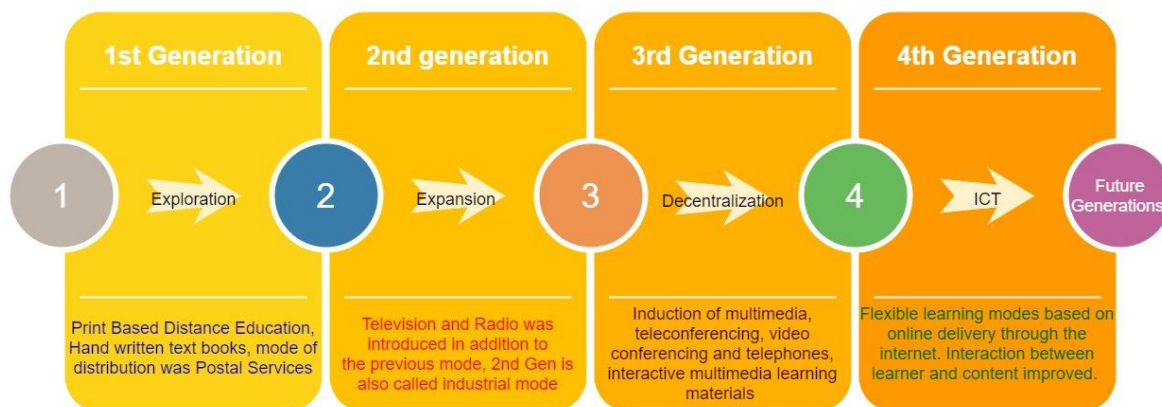 1st Generation
2nd generation
3rd Generation
4th Generation
1
Exploration
2
Expansion
3
Decentralization
4
ICT
Future
Generations
Print Based Distance Education,
Hand written text books, mode of
distribution was Postal Services
Television and Radio was
introduced in addition to
the previous mode, 2nd Gen is
also called industrial mode
Induction of multimedia,
teleconferencing, video
conferencing and telephones,
interactive multimedia learning
materials
Flexible learning modes based on
online delivery through the
internet. Interaction between
learner and content improved.